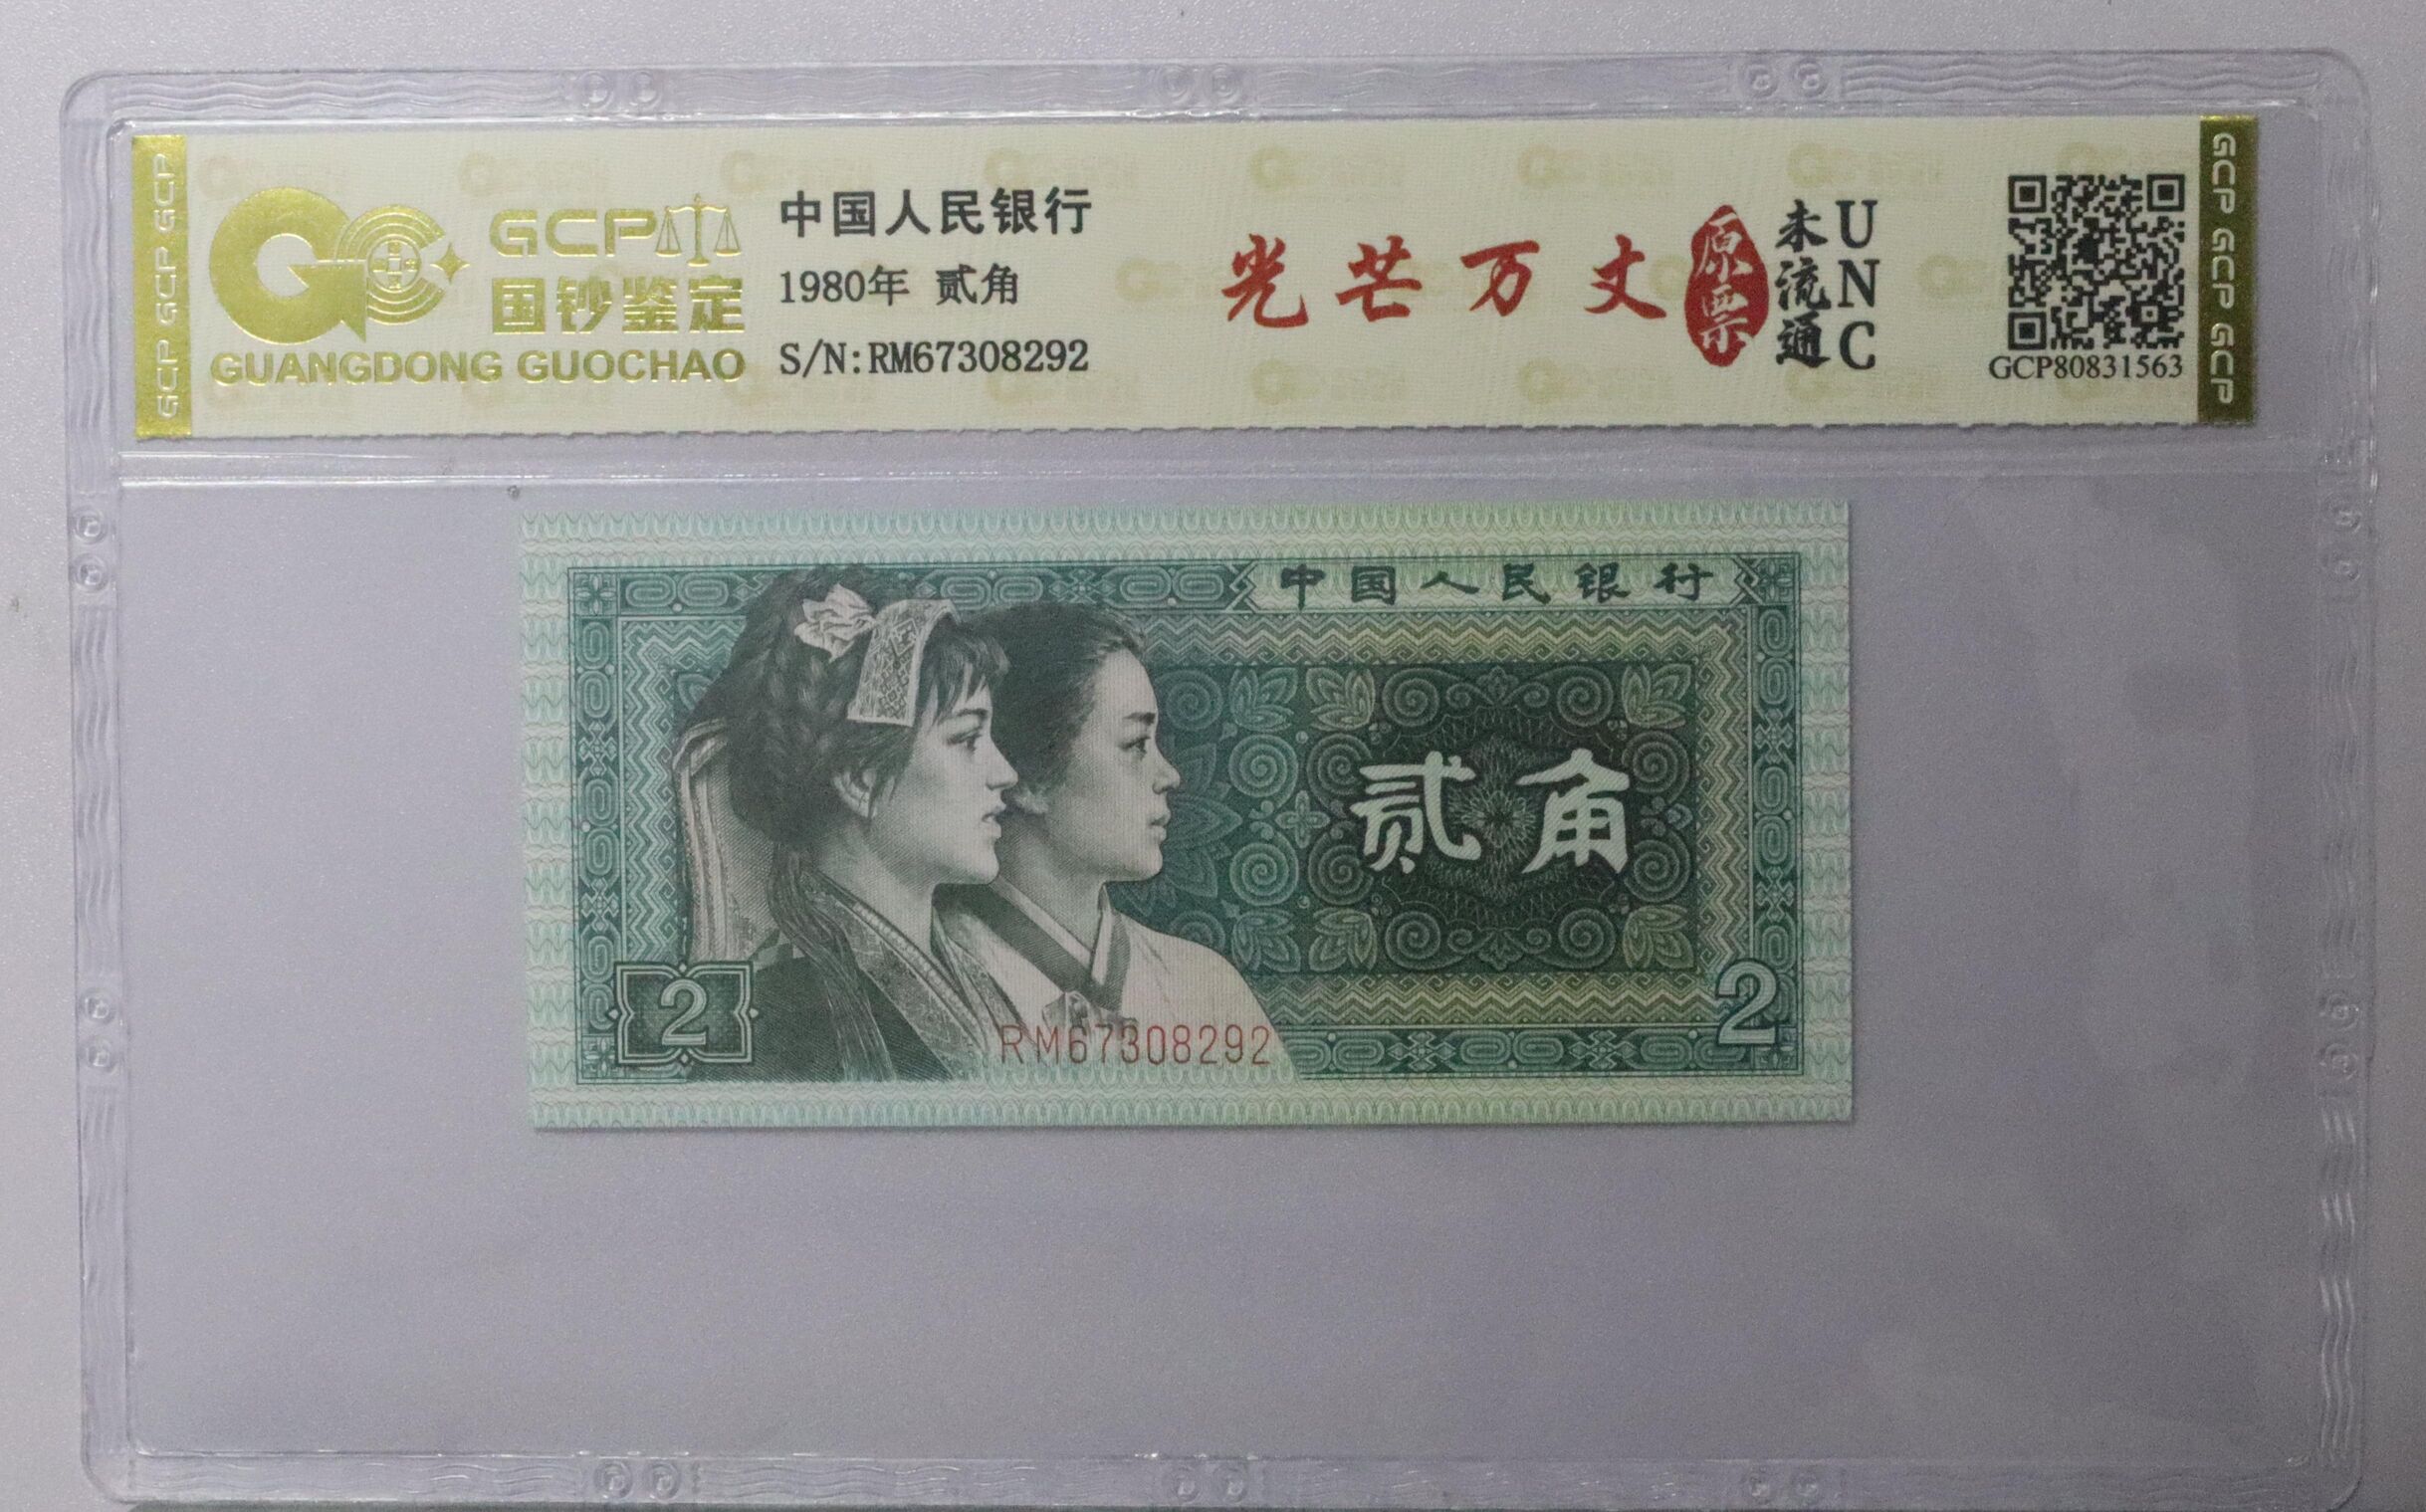 GCP GCP GCP
GCP
国钞鉴定
GUANGDONG GUOCHAO
中国人民银行
1980年 贰角
S/N:RM67308292
光芒万丈
原票
未流通
UNC
GCP80831563
GCP GCP GCP
中国人民银行
贰角
2
2
RM67308292